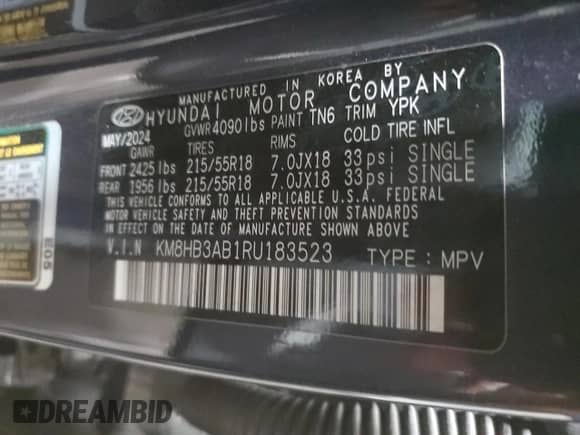 MANUFACTURED IN KOREA BY
HYUNDAI MOTOR COMPANY
MAY/2024 GVWR 4090lbs PAINT TN6 TRIM YPK
GAWR TIRES RIMS COLD TIRE INFL
FRONT 2425 lbs 215/55R18 7.0JX18 33 psi SINGLE
REAR 1956 lbs 215/55R18 7.0JX18 33 psi SINGLE
THIS VEHICLE CONFORMS TO ALL APPLICABLE U.S.A. FEDERAL
MOTOR VEHICLE SAFETY AND THEFT PREVENTION STANDARDS
IN EFFECT ON THE DATE OF MANUFACTURE SHOWN ABOVE.
V.I.N KM8HB3AB1RU183523 TYPE : MPV
E05
DREAMBID